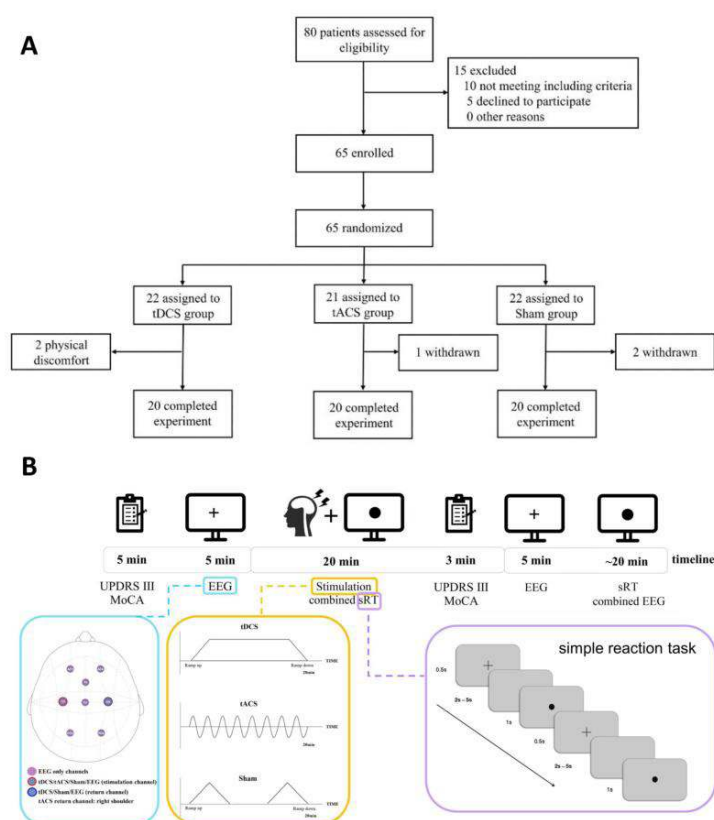 A
80 patients assessed for
eligibility
15 excluded
10 not meeting including criteria
5 declined to participate
0 other reasons
65 enrolled
65 randomized
22 assigned to
tDCS group
21 assigned to
tACS group
22 assigned to
Sham group
2 physical
discomfort
1 withdrawn
2 withdrawn
20 completed
experiment
20 completed
experiment
20 completed
experiment
B
5 min
5 min
20 min
3 min
5 min
~20 min
timeline
UPDRS III
MoCA
EEG
Stimulation
combined sRT
UPDRS III
MoCA
EEG
sRT
combined EEG
EEG only channels
tDCS/tACS/Sham/EEG (stimulation channel)
tDCS/Sham/EEG (return channel)
tACS return channel: right shoulder
tDCS
TIME
Ramp up
Ramp down
20min
tACS
TIME
20min
Sham
TIME
Ramp up
Ramp down
20min
simple reaction task
0.5s
2s – 9s
1s
0.5s
2s – 9s
1s